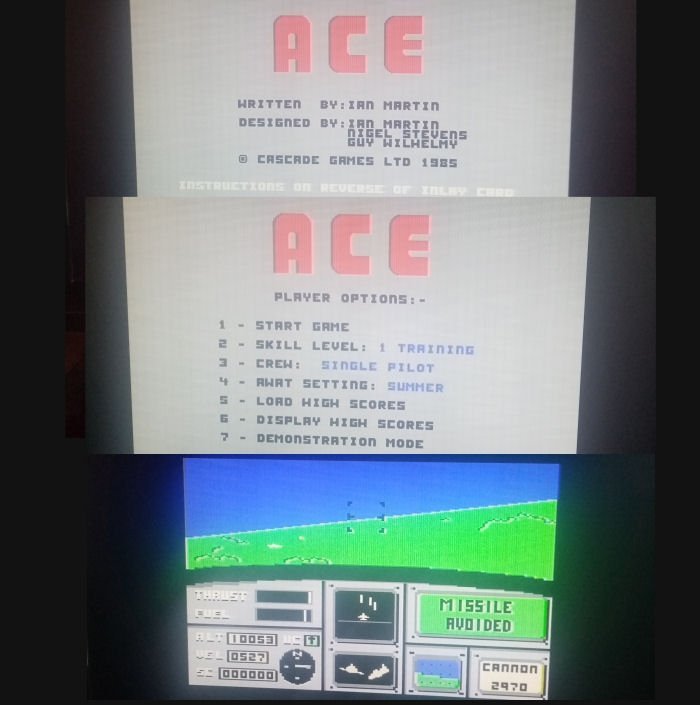 ACE
WRITTEN BY:IAN MARTIN
DESIGNED BY:IAN MARTIN
NIGEL STEVENS
GUY WILHELMY
© CASCADE GAMES LTD 1985
INSTRUCTIONS ON REVERSE OF INLAY CARD
ACE
PLAYER OPTIONS:-
1 - START GAME
2 - SKILL LEVEL: 1 TRAINING
3 - CREW: SINGLE PILOT
4 - AWAT SETTING: SUMMER
5 - LOAD HIGH SCORES
6 - DISPLAY HIGH SCORES
7 - DEMONSTRATION MODE
THRUST
FUEL
MISSILE
AVOIDED
ALT 10053 UC
VEL 0527
N
SC 000000
CANNON
2970